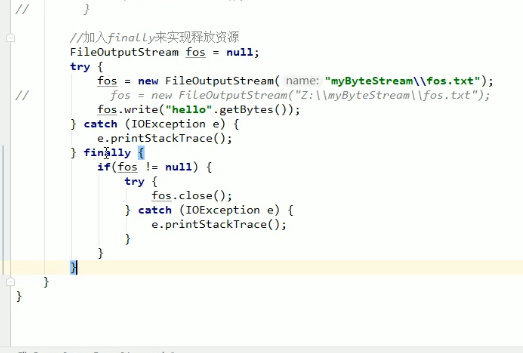 //        }
//加入finally来实现释放资源
FileOutputStream fos = null;
try {
fos = new FileOutputStream( name: "myByteStream\\fos.txt");
//        fos = new FileOutputStream("Z:\\myByteStream\\fos.txt");
fos.write("hello".getBytes());
} catch (IOException e) {
e.printStackTrace();
} finally {
if(fos != null) {
try {
fos.close();
} catch (IOException e) {
e.printStackTrace();
}
}
}
}
}